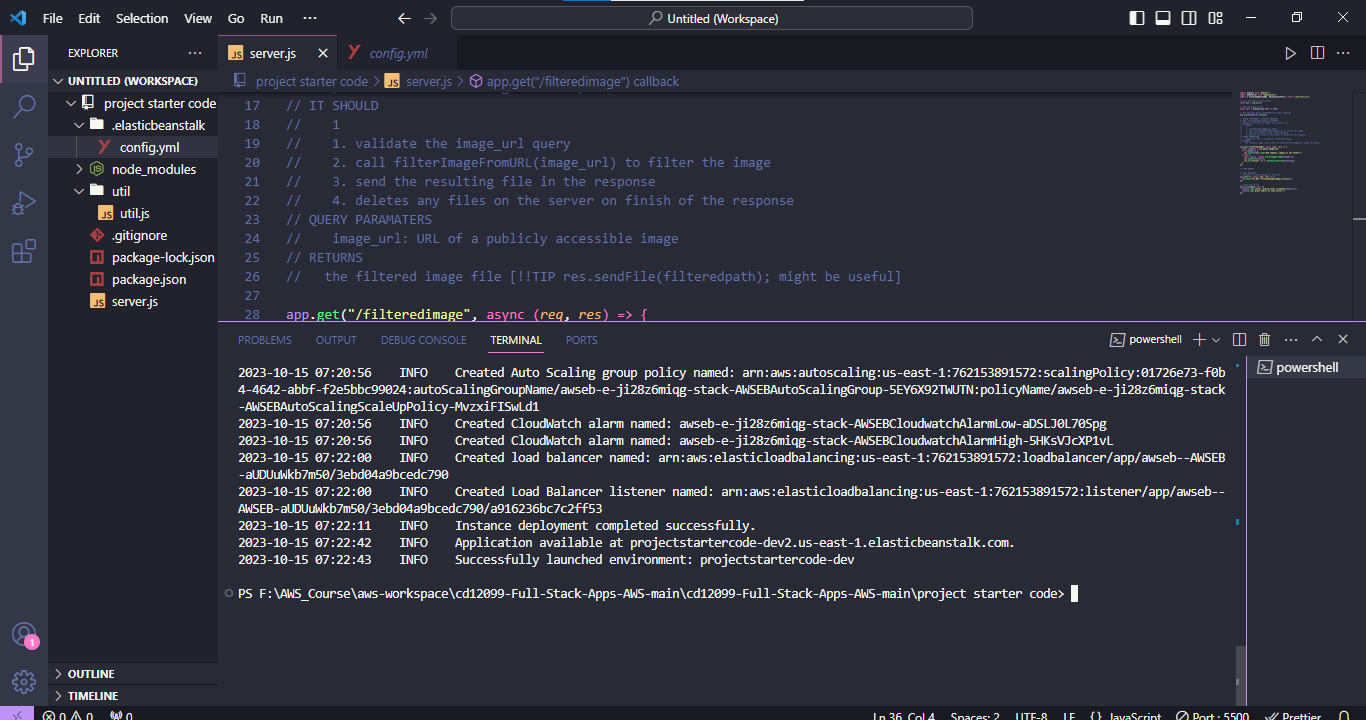 File Edit Selection View Go Run ··· Untitled (Workspace)
EXPLORER ···
UNTITLED (WORKSPACE)
project starter code
.elasticbeanstalk
config.yml
node_modules
util
util.js
.gitignore
package-lock.json
package.json
server.js
OUTLINE
TIMELINE
1
JS server.js Y config.yml
project starter code > JS server.js > app.get("/filteredimage") callback
17 // IT SHOULD
18 //    1
19 //    1. validate the image_url query
20 //    2. call filterImageFromURL(image_url) to filter the image
21 //    3. send the resulting file in the response
22 //    4. deletes any files on the server on finish of the response
23 // QUERY PARAMATERS
24 //    image_url: URL of a publicly accessible image
25 // RETURNS
26 //   the filtered image file [!!TIP res.sendFile(filteredpath); might be useful]
27
28 app.get("/filteredimage", async (req, res) => {
PROBLEMS OUTPUT DEBUG CONSOLE TERMINAL PORTS powershell
powershell
2023-10-15 07:20:56    INFO    Created Auto Scaling group policy named: arn:aws:autoscaling:us-east-1:762153891572:scalingPolicy:01726e73-f0b
4-4642-abbf-f2e5bbc99024:autoScalingGroupName/awseb-e-ji28z6miqg-stack-AWSEBAutoScalingGroup-5EY6X92TWUTN:policyName/awseb-e-ji28z6miqg-stack
-AWSEBAutoScalingScaleUpPolicy-MvzxiFISwLd1
2023-10-15 07:20:56    INFO    Created CloudWatch alarm named: awseb-e-ji28z6miqg-stack-AWSEBCloudwatchAlarmLow-aDSLJ0L70Spg
2023-10-15 07:20:56    INFO    Created CloudWatch alarm named: awseb-e-ji28z6miqg-stack-AWSEBCloudwatchAlarmHigh-5HKsVJcXP1vL
2023-10-15 07:22:00    INFO    Created load balancer named: arn:aws:elasticloadbalancing:us-east-1:762153891572:loadbalancer/app/awseb--AWSEB
-aUDUuWkb7m50/3ebd04a9bcedc790
2023-10-15 07:22:00    INFO    Created Load Balancer listener named: arn:aws:elasticloadbalancing:us-east-1:762153891572:listener/app/awseb--
AWSEB-aUDUuWkb7m50/3ebd04a9bcedc790/a916236bc7c2ff53
2023-10-15 07:22:11    INFO    Instance deployment completed successfully.
2023-10-15 07:22:42    INFO    Application available at projectstartercode-dev2.us-east-1.elasticbeanstalk.com.
2023-10-15 07:22:43    INFO    Successfully launched environment: projectstartercode-dev
PS F:\AWS_Course\aws-workspace\cd12099-Full-Stack-Apps-AWS-main\cd12099-Full-Stack-Apps-AWS-main\project starter code>
0 0 0 Ln 36, Col 4 Spaces: 2 UTF-8 LF {} JavaScript Port : 5500 Prettier